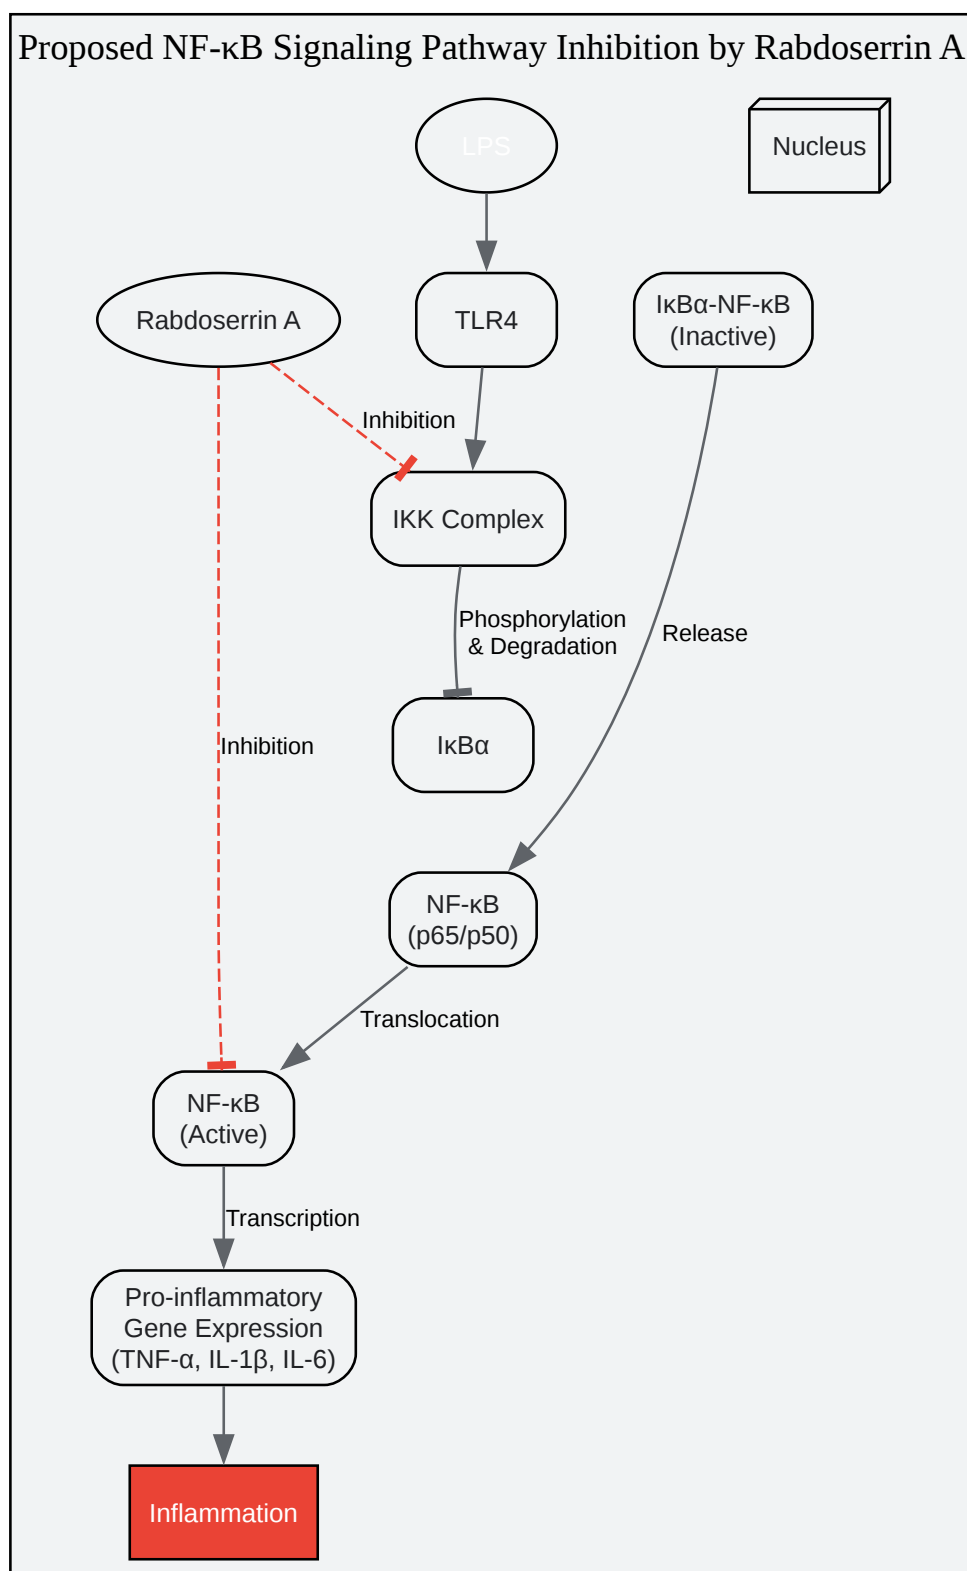 Proposed NF-κB Signaling Pathway Inhibition by Rabdoserrin A
LPS
Nucleus
Rabdoserrin A
TLR4
IκBα-NF-κB
(Inactive)
Inhibition
IKK Complex
Phosphorylation
& Degradation
Release
Inhibition
IκBα
NF-κB
(p65/p50)
Translocation
NF-κB
(Active)
Transcription
Pro-inflammatory
Gene Expression
(TNF-α, IL-1β, IL-6)
Inflammation